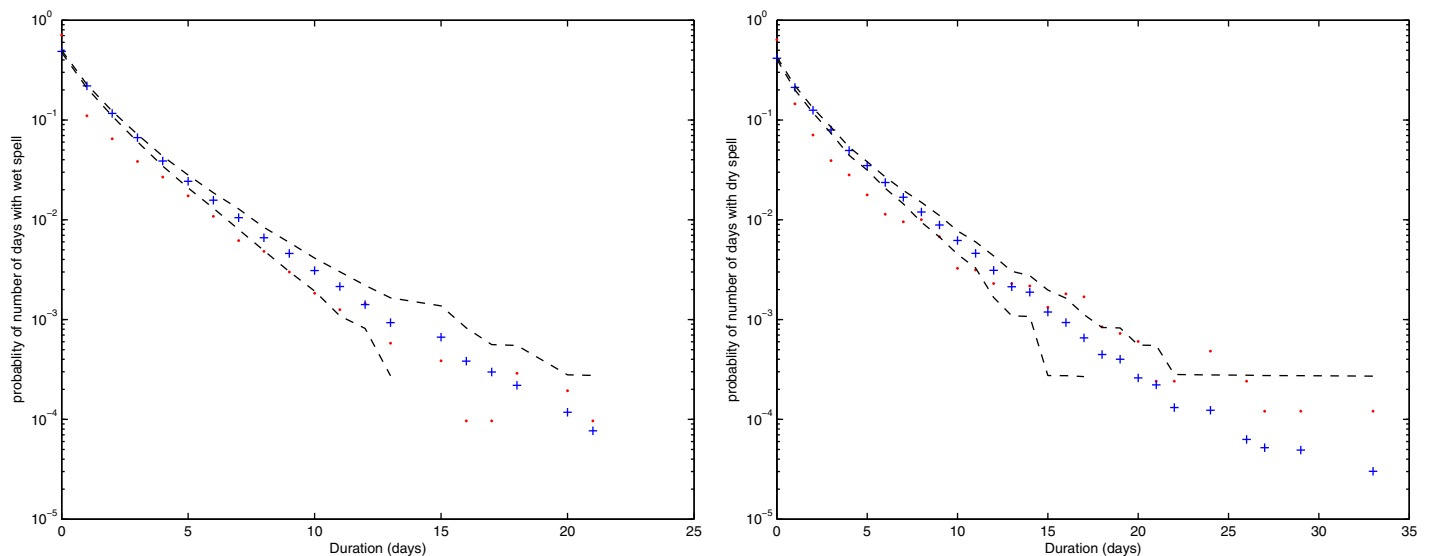 10^0
10^-1
10^-2
10^-3
10^-4
10^-5
probablity of number of days with wet spell
0 5 10 15 20 25
Duration (days)
10^0
10^-1
10^-2
10^-3
10^-4
10^-5
probablity of number of days with dry spell
0 5 10 15 20 25 30 35
Duration (days)